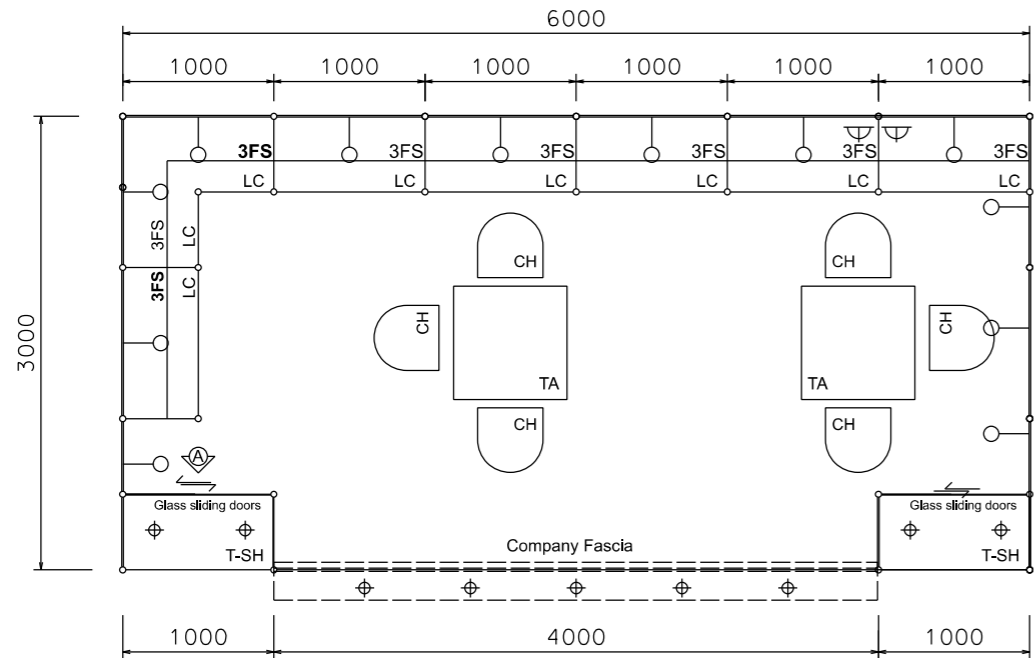 6000
1000 1000 1000 1000 1000 1000
3FS 3FS 3FS 3FS 3FS 3FS
LC LC LC LC LC LC
3FS LC
3FS LC
3000
CH CH
CH CH
TA TA
CH CH
A
Glass sliding doors Glass sliding doors
T-SH T-SH
Company Fascia
1000 4000 1000